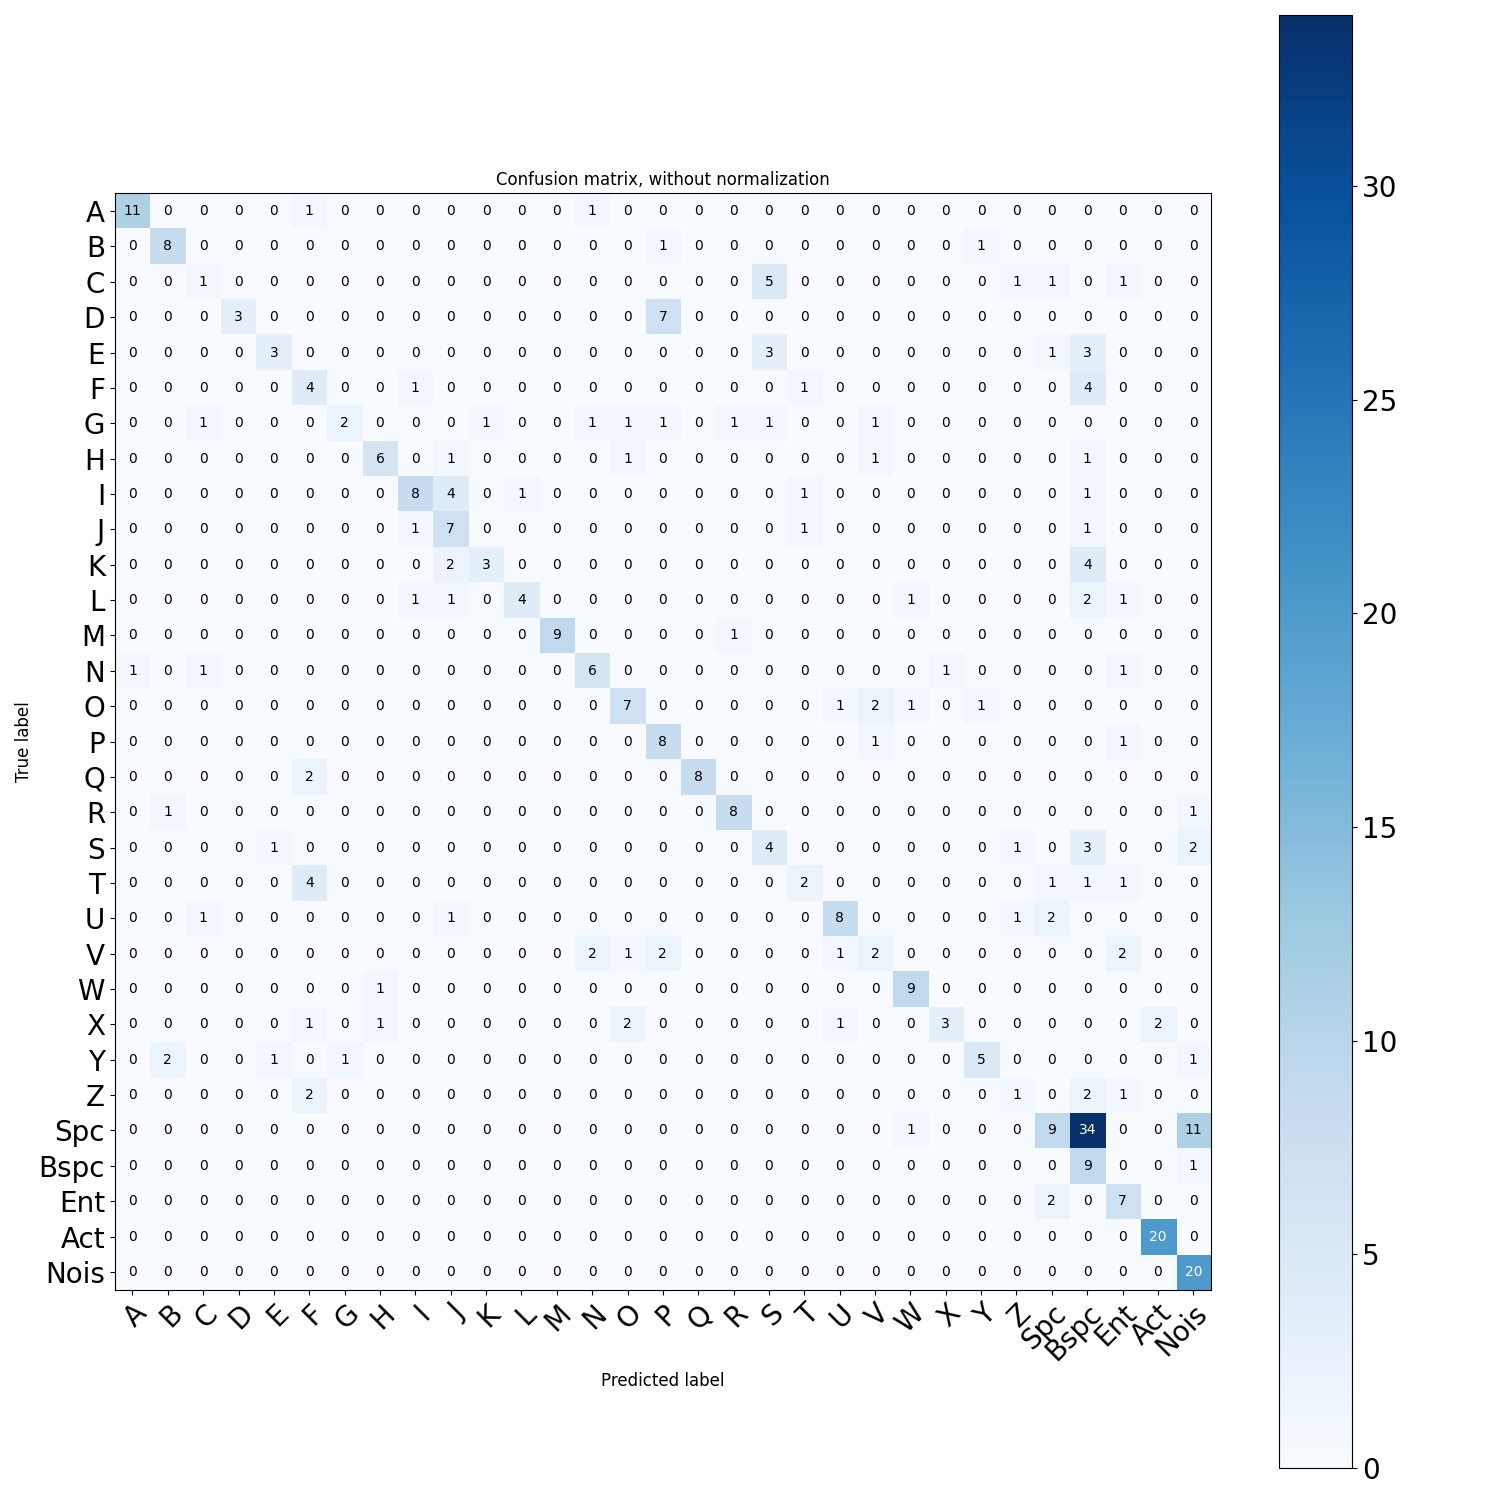 Confusion matrix, without normalization
A 11 0 0 0 0 1 0 0 0 0 0 0 0 1 0 0 0 0 0 0 0 0 0 0 0 0 0 0 0 0 0
B 0 8 0 0 0 0 0 0 0 0 0 0 0 0 0 1 0 0 0 0 0 0 0 0 1 0 0 0 0 0 0
C 0 0 1 0 0 0 0 0 0 0 0 0 0 0 0 0 0 0 5 0 0 0 0 0 0 1 1 0 1 0 0
D 0 0 0 3 0 0 0 0 0 0 0 0 0 0 0 7 0 0 0 0 0 0 0 0 0 0 0 0 0 0 0
E 0 0 0 0 3 0 0 0 0 0 0 0 0 0 0 0 0 0 3 0 0 0 0 0 0 0 1 3 0 0 0
F 0 0 0 0 0 4 0 0 1 0 0 0 0 0 0 0 0 0 0 1 0 0 0 0 0 0 0 4 0 0 0
G 0 0 1 0 0 0 2 0 0 0 1 0 0 1 1 1 0 1 1 0 0 1 0 0 0 0 0 0 0 0 0
H 0 0 0 0 0 0 0 6 0 1 0 0 0 0 1 0 0 0 0 0 0 1 0 0 0 0 0 1 0 0 0
I 0 0 0 0 0 0 0 0 8 4 0 1 0 0 0 0 0 0 0 1 0 0 0 0 0 0 0 1 0 0 0
J 0 0 0 0 0 0 0 0 1 7 0 0 0 0 0 0 0 0 0 1 0 0 0 0 0 0 0 1 0 0 0
K 0 0 0 0 0 0 0 0 0 2 3 0 0 0 0 0 0 0 0 0 0 0 0 0 0 0 0 4 0 0 0
L 0 0 0 0 0 0 0 0 1 1 0 4 0 0 0 0 0 0 0 0 0 0 1 0 0 0 0 2 1 0 0
M 0 0 0 0 0 0 0 0 0 0 0 0 9 0 0 0 0 1 0 0 0 0 0 0 0 0 0 0 0 0 0
N 1 0 1 0 0 0 0 0 0 0 0 0 0 6 0 0 0 0 0 0 0 0 0 1 0 0 0 0 1 0 0
O 0 0 0 0 0 0 0 0 0 0 0 0 0 0 7 0 0 0 0 0 1 2 1 0 1 0 0 0 0 0 0
P 0 0 0 0 0 0 0 0 0 0 0 0 0 0 0 8 0 0 0 0 0 1 0 0 0 0 0 0 1 0 0
Q 0 0 0 0 0 2 0 0 0 0 0 0 0 0 0 0 8 0 0 0 0 0 0 0 0 0 0 0 0 0 0
R 0 1 0 0 0 0 0 0 0 0 0 0 0 0 0 0 0 8 0 0 0 0 0 0 0 0 0 0 0 0 1
S 0 0 0 0 1 0 0 0 0 0 0 0 0 0 0 0 0 0 4 0 0 0 0 0 0 1 0 3 0 0 2
T 0 0 0 0 0 4 0 0 0 0 0 0 0 0 0 0 0 0 0 2 0 0 0 0 0 0 1 1 1 0 0
U 0 0 1 0 0 0 0 0 0 1 0 0 0 0 0 0 0 0 0 0 8 0 0 0 0 1 2 0 0 0 0
V 0 0 0 0 0 0 0 0 0 0 0 0 0 2 1 2 0 0 0 0 1 2 0 0 0 0 0 0 2 0 0
W 0 0 0 0 0 0 0 1 0 0 0 0 0 0 0 0 0 0 0 0 0 0 9 0 0 0 0 0 0 0 0
X 0 0 0 0 0 1 0 1 0 0 0 0 0 0 2 0 0 0 0 0 1 0 0 3 0 0 0 0 0 2 0
Y 0 2 0 0 1 0 1 0 0 0 0 0 0 0 0 0 0 0 0 0 0 0 0 0 5 0 0 0 0 0 1
Z 0 0 0 0 0 2 0 0 0 0 0 0 0 0 0 0 0 0 0 0 0 0 0 0 0 1 0 2 1 0 0
Spc 0 0 0 0 0 0 0 0 0 0 0 0 0 0 0 0 0 0 0 0 0 0 1 0 0 0 9 34 0 0 11
Bspc 0 0 0 0 0 0 0 0 0 0 0 0 0 0 0 0 0 0 0 0 0 0 0 0 0 0 0 9 0 0 1
Ent 0 0 0 0 0 0 0 0 0 0 0 0 0 0 0 0 0 0 0 0 0 0 0 0 0 0 2 0 7 0 0
Act 0 0 0 0 0 0 0 0 0 0 0 0 0 0 0 0 0 0 0 0 0 0 0 0 0 0 0 0 0 20 0
Nois 0 0 0 0 0 0 0 0 0 0 0 0 0 0 0 0 0 0 0 0 0 0 0 0 0 0 0 0 0 0 20
A B C D E F G H I J K L M N O P Q R S T U V W X Y Z Spc Bspc Ent Act Nois
Predicted label
True label
30
25
20
15
10
5
0